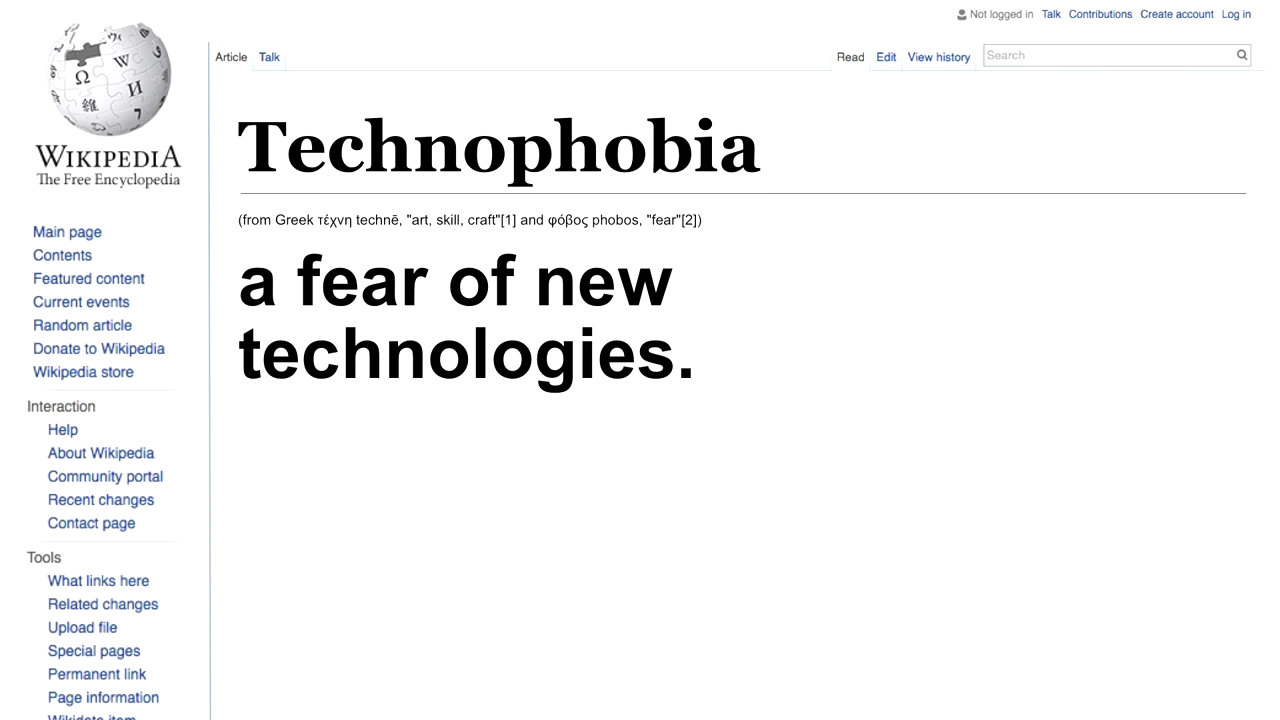 Not logged in Talk Contributions Create account Log in
Article Talk Read Edit View history Search
WIKIPEDIA
The Free Encyclopedia
Main page
Contents
Featured content
Current events
Random article
Donate to Wikipedia
Wikipedia store
Interaction
Help
About Wikipedia
Community portal
Recent changes
Contact page
Tools
What links here
Related changes
Upload file
Special pages
Permanent link
Page information
Wikidata item
Technophobia
(from Greek τέχνη technē, "art, skill, craft"[1] and φόβος phobos, "fear"[2])
a fear of new
technologies.